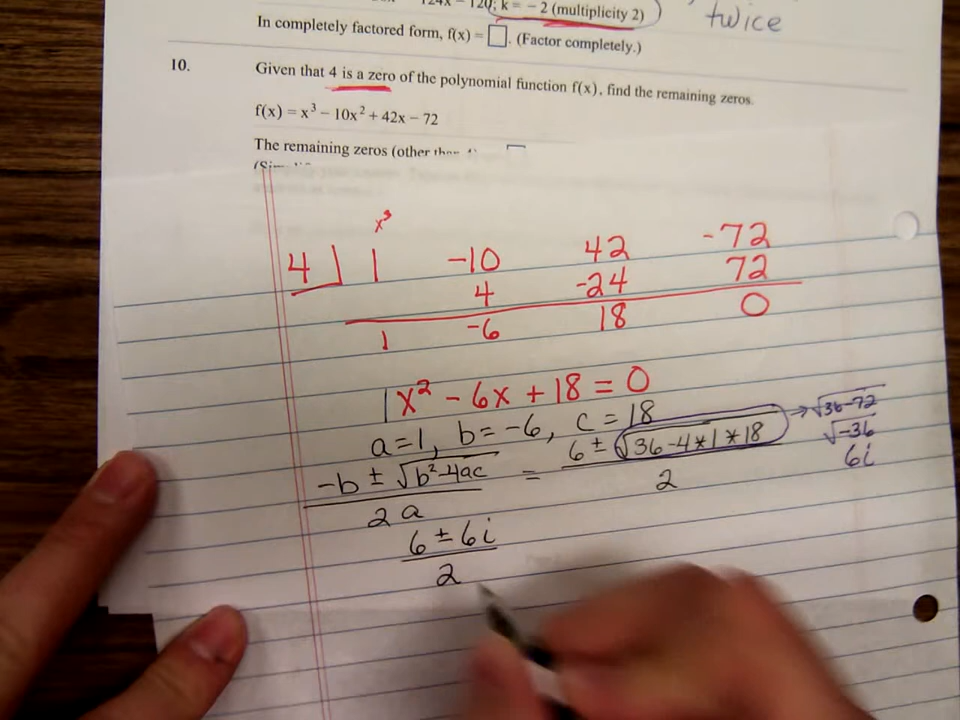 124x - 120; k = - 2 (multiplicity 2)
twice
In completely factored form, f(x) = □. (Factor completely.)
10. Given that 4 is a zero of the polynomial function f(x), find the remaining zeros.
f(x) = x³ - 10x² + 42x - 72
The remaining zeros (other than
x³
4 1 -10 42 -72
4 -24 72
1 -6 18 0
1x² - 6x + 18 = 0
a=1, b=-6, c=18
-b ± √b²-4ac / 2a = 6 ± √36-4*1*18 / 2
→ √36-72
√-36
6i
6 ± 6i / 2